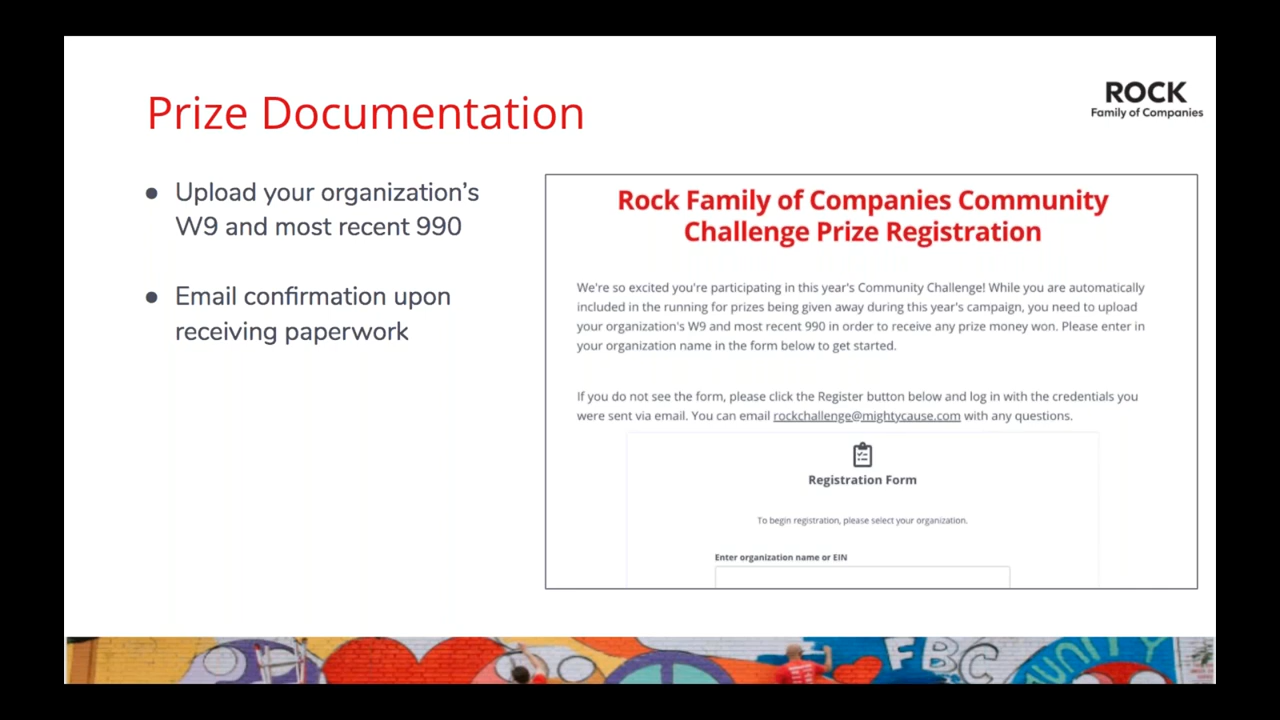 Prize Documentation
ROCK
Family of Companies
● Upload your organization's
W9 and most recent 990
● Email confirmation upon
receiving paperwork
Rock Family of Companies Community
Challenge Prize Registration
We're so excited you're participating in this year's Community Challenge! While you are automatically
included in the running for prizes being given away during this year's campaign, you need to upload
your organization's W9 and most recent 990 in order to receive any prize money won. Please enter in
your organization name in the form below to get started.
If you do not see the form, please click the Register button below and log in with the credentials you
were sent via email. You can email rockchallenge@mightycause.com with any questions.
Registration Form
To begin registration, please select your organization.
Enter organization name or EIN
FBC